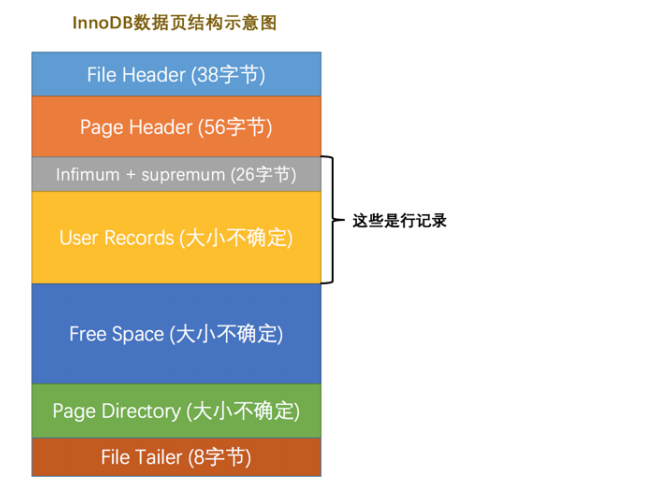 InnoDB数据页结构示意图
File Header (38字节)
Page Header (56字节)
Infimum + supremum (26字节)
这些是行记录
User Records (大小不确定)
Free Space (大小不确定)
Page Directory (大小不确定)
File Tailer (8字节)